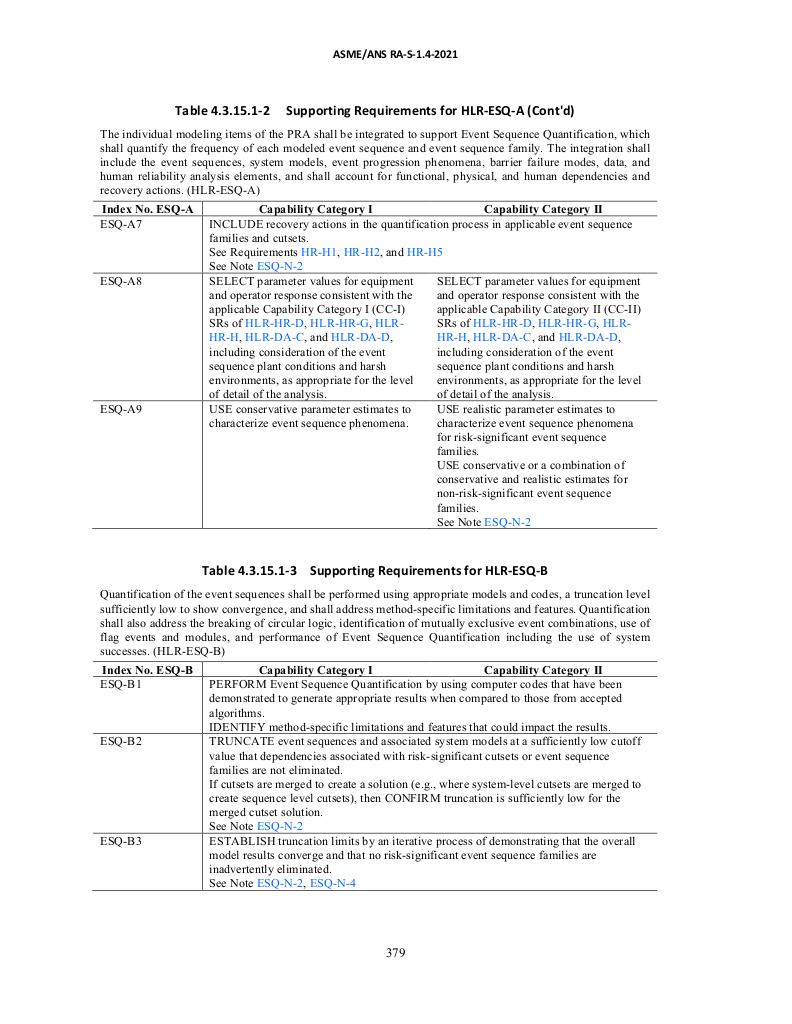 ASME/ANS RA-S-1.4-2021
Table 4.3.15.1-2 Supporting Requirements for HLR-ESQ-A (Cont'd)
The individual modeling items of the PRA shall be integrated to support Event Sequence Quantification, which
shall quantify the frequency of each modeled event sequence and event sequence family. The integration shall
include the event sequences, system models, event progression phenomena, barrier failure modes, data, and
human reliability analysis elements, and shall account for functional, physical, and human dependencies and
recovery actions. (HLR-ESQ-A)
Index No. ESQ-A Capability Category I Capability Category II
ESQ-A7 INCLUDE recovery actions in the quantification process in applicable event sequence
families and cutsets.
See Requirements HR-H1, HR-H2, and HR-H5
See Note ESQ-N-2
ESQ-A8
SELECT parameter values for equipment
and operator response consistent with the
applicable Capability Category I (CC-I)
SRs of HLR-HR-D, HLR-HR-G, HLR-
HR-H, HLR-DA-C, and HLR-DA-D,
including consideration of the event
sequence plant conditions and harsh
environments, as appropriate for the level
of detail of the analysis.
SELECT parameter values for equipment
and operator response consistent with the
applicable Capability Category II (CC-II)
SRs of HLR-HR-D, HLR-HR-G, HLR-
HR-H, HLR-DA-C, and HLR-DA-D,
including consideration of the event
sequence plant conditions and harsh
environments, as appropriate for the level
of detail of the analysis.
ESQ-A9
USE conservative parameter estimates to
characterize event sequence phenomena.
USE realistic parameter estimates to
characterize event sequence phenomena
for risk-significant event sequence
families.
USE conservative or a combination of
conservative and realistic estimates for
non-risk-significant event sequence
families.
See Note ESQ-N-2
Table 4.3.15.1-3 Supporting Requirements for HLR-ESQ-B
Quantification of the event sequences shall be performed using appropriate models and codes, a truncation level
sufficiently low to show convergence, and shall address method-specific limitations and features. Quantification
shall also address the breaking of circular logic, identification of mutually exclusive event combinations, use of
flag events and modules, and performance of Event Sequence Quantification including the use of system
successes. (HLR-ESQ-B)
Index No. ESQ-B Capability Category I Capability Category II
ESQ-B1 PERFORM Event Sequence Quantification by using computer codes that have been
demonstrated to generate appropriate results when compared to those from accepted
algorithms.
IDENTIFY method-specific limitations and features that could impact the results.
ESQ-B2 TRUNCATE event sequences and associated system models at a sufficiently low cutoff
value that dependencies associated with risk-significant cutsets or event sequence
families are not eliminated.
If cutsets are merged to create a solution (e.g., where system-level cutsets are merged to
create sequence level cutsets), then CONFIRM truncation is sufficiently low for the
merged cutset solution.
See Note ESQ-N-2
ESQ-B3 ESTABLISH truncation limits by an iterative process of demonstrating that the overall
model results converge and that no risk-significant event sequence families are
inadvertently eliminated.
See Note ESQ-N-2, ESQ-N-4
379